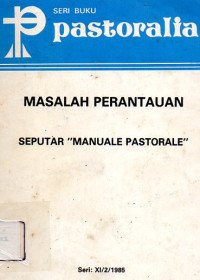 SERI BUKU
pastoralia
MASALAH PERANTAUAN
SEPUTAR "MANUALE PASTORALE"
Seri: XI/2/1985